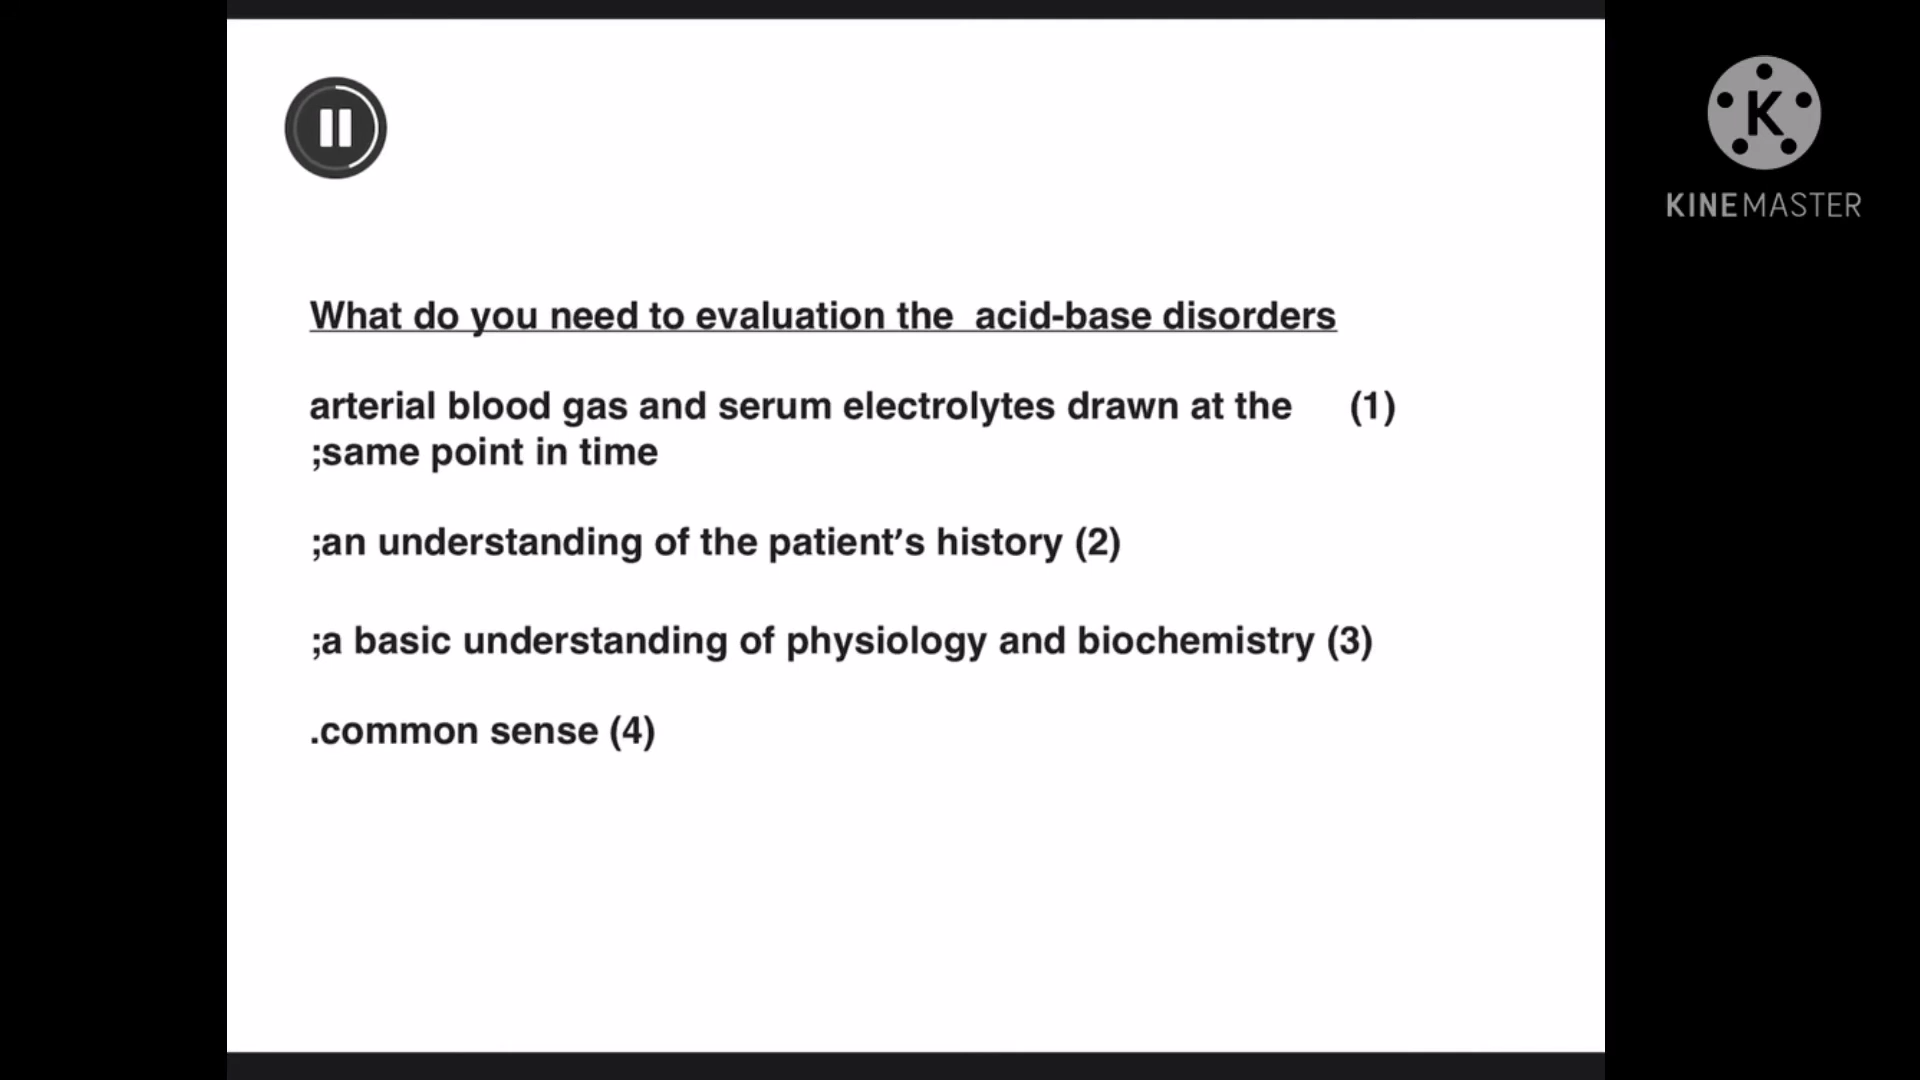 What do you need to evaluation the  acid-base disorders
arterial blood gas and serum electrolytes drawn at the (1)
;same point in time
;an understanding of the patient’s history (2)
;a basic understanding of physiology and biochemistry (3)
.common sense (4)
K
KINEMASTER